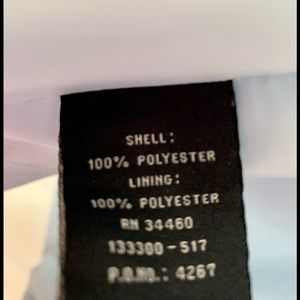 SHELL:
100% POLYESTER
LINING:
100% POLYESTER
RN 34460
133300-517
P.O.NO.: 4267